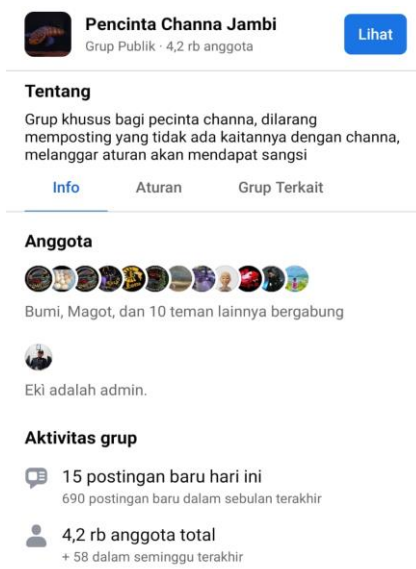 Pencinta Channa Jambi
Grup Publik · 4,2 rb anggota
Lihat
Tentang
Grup khusus bagi pecinta channa, dilarang
memposting yang tidak ada kaitannya dengan channa,
melanggar aturan akan mendapat sangsi
Info
Aturan
Grup Terkait
Anggota
Bumi, Magot, dan 10 teman lainnya bergabung
Eki adalah admin.
Aktivitas grup
15 postingan baru hari ini
690 postingan baru dalam sebulan terakhir
4,2 rb anggota total
+ 58 dalam seminggu terakhir